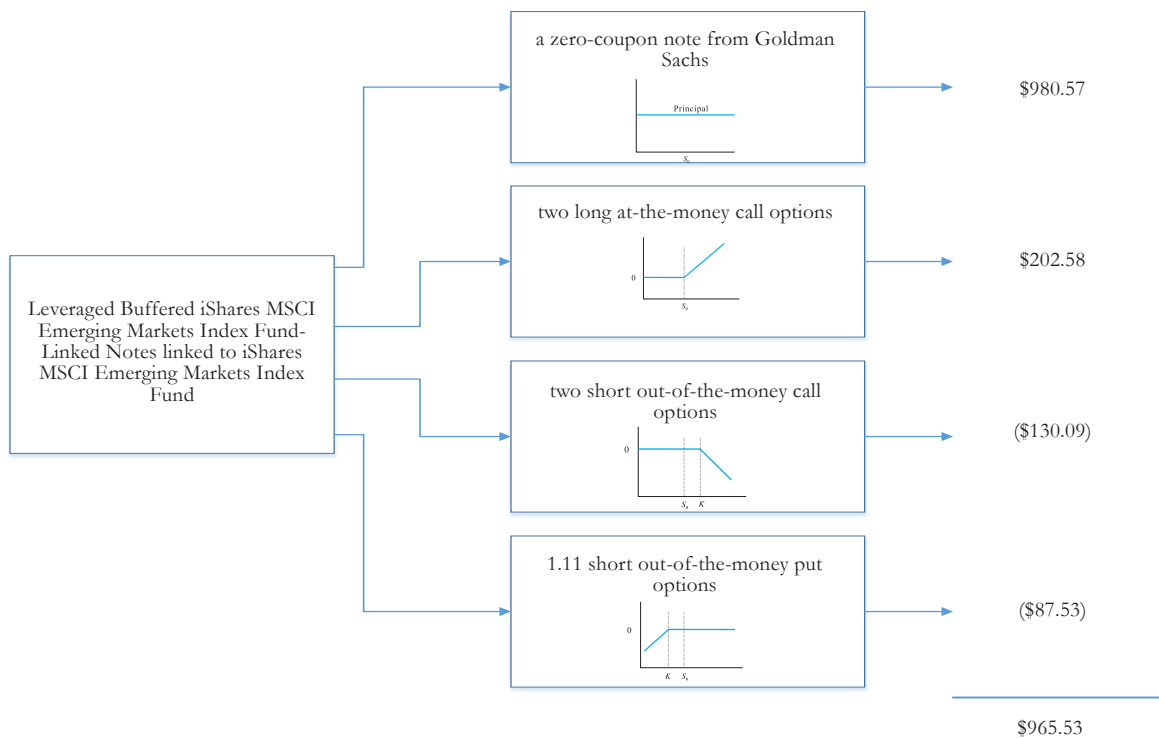 Leveraged Buffered iShares MSCI
Emerging Markets Index Fund-
Linked Notes linked to iShares
MSCI Emerging Markets Index
Fund
a zero-coupon note from Goldman
Sachs
Principal
S₀
$980.57
two long at-the-money call options
0
S₀
$202.58
two short out-of-the-money call
options
0
S₀ K
($130.09)
1.11 short out-of-the-money put
options
0
K S₀
($87.53)
$965.53